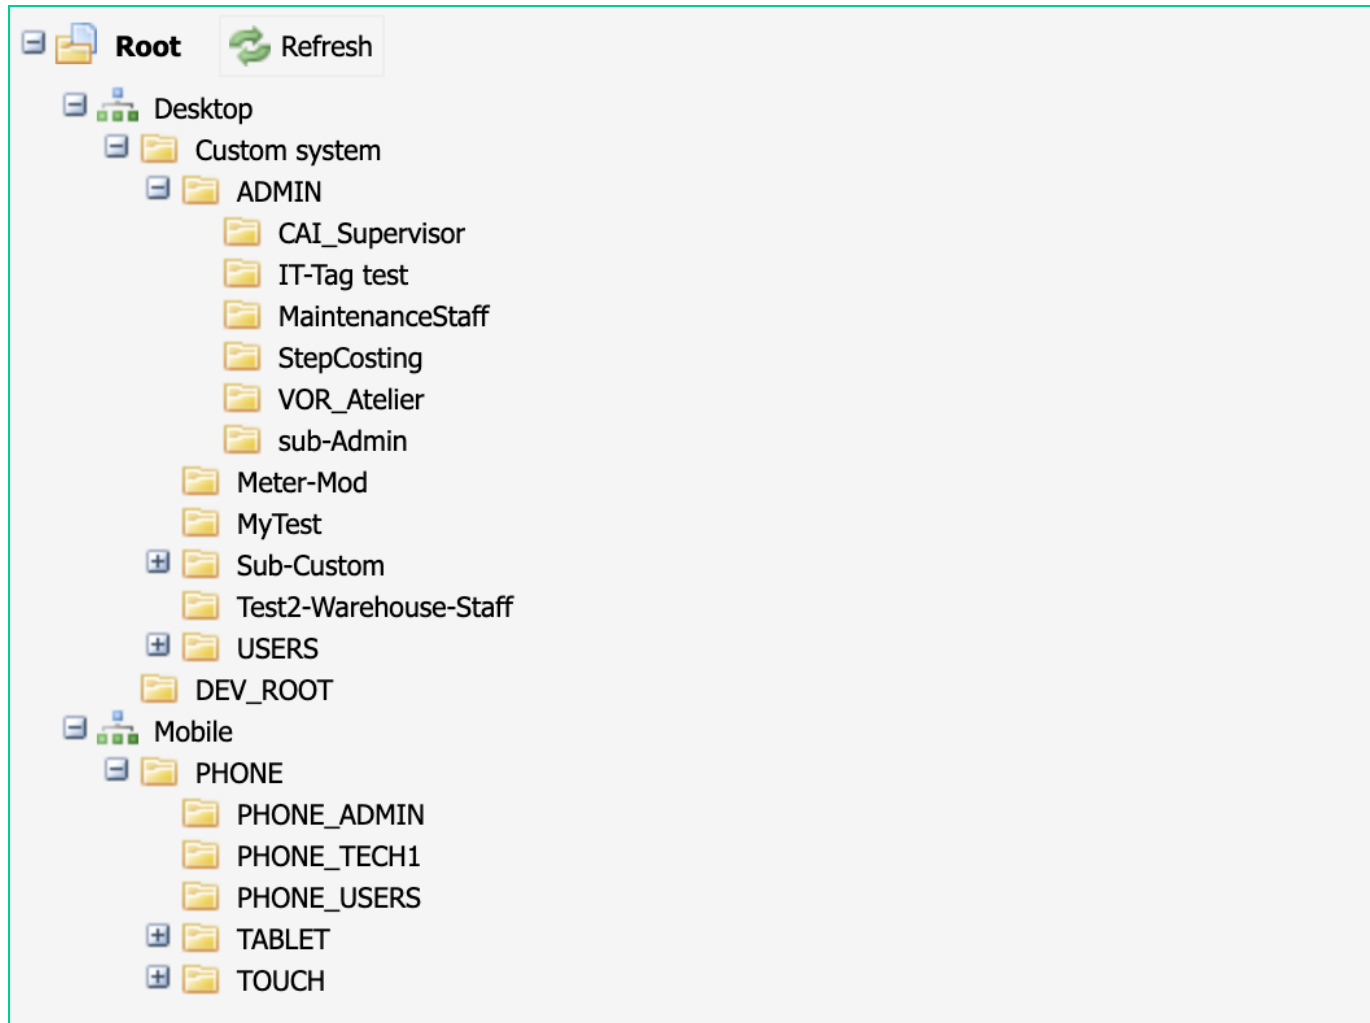 Root Refresh
Desktop
Custom system
ADMIN
CAI_Supervisor
IT-Tag test
MaintenanceStaff
StepCosting
VOR_Atelier
sub-Admin
Meter-Mod
MyTest
Sub-Custom
Test2-Warehouse-Staff
USERS
DEV_ROOT
Mobile
PHONE
PHONE_ADMIN
PHONE_TECH1
PHONE_USERS
TABLET
TOUCH